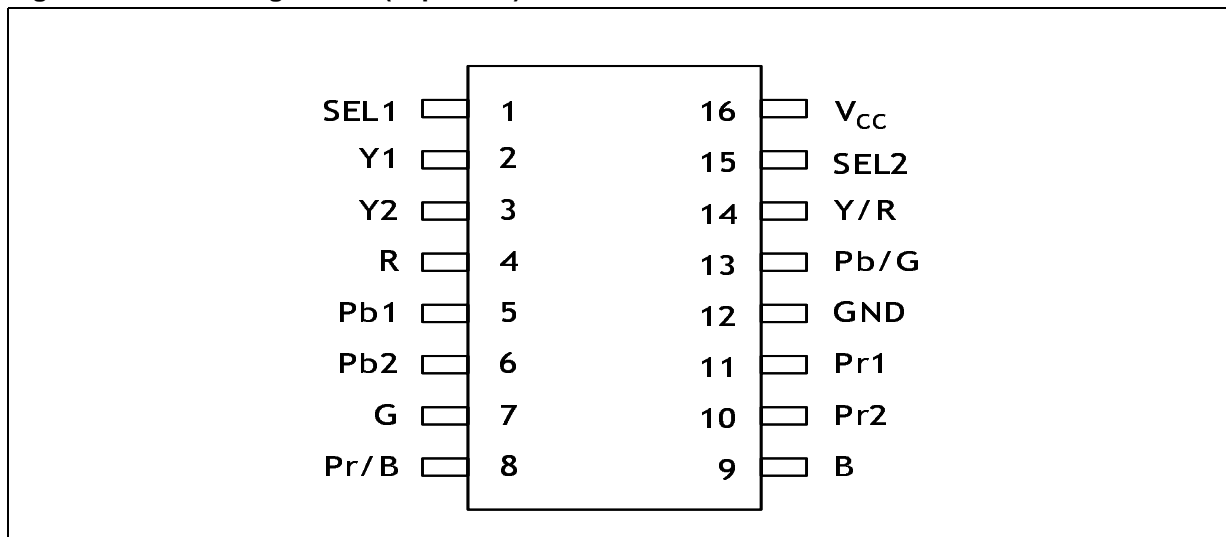 SEL1 1 16 VCC
Y1 2 15 SEL2
Y2 3 14 Y/R
R 4 13 Pb/G
Pb1 5 12 GND
Pb2 6 11 Pr1
G 7 10 Pr2
Pr/B 8 9 B